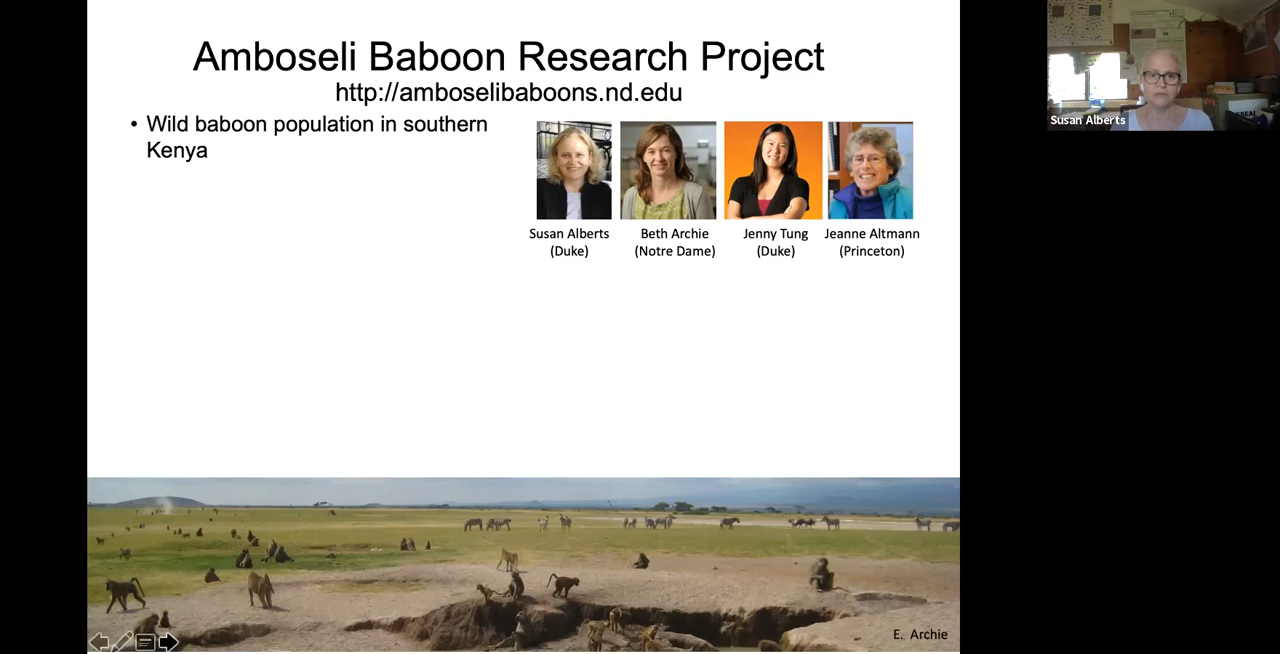 Amboseli Baboon Research Project
http://amboselibaboons.nd.edu
• Wild baboon population in southern
Kenya
Susan Alberts
(Duke)
Beth Archie
(Notre Dame)
Jenny Tung
(Duke)
Jeanne Altmann
(Princeton)
E. Archie
Susan Alberts